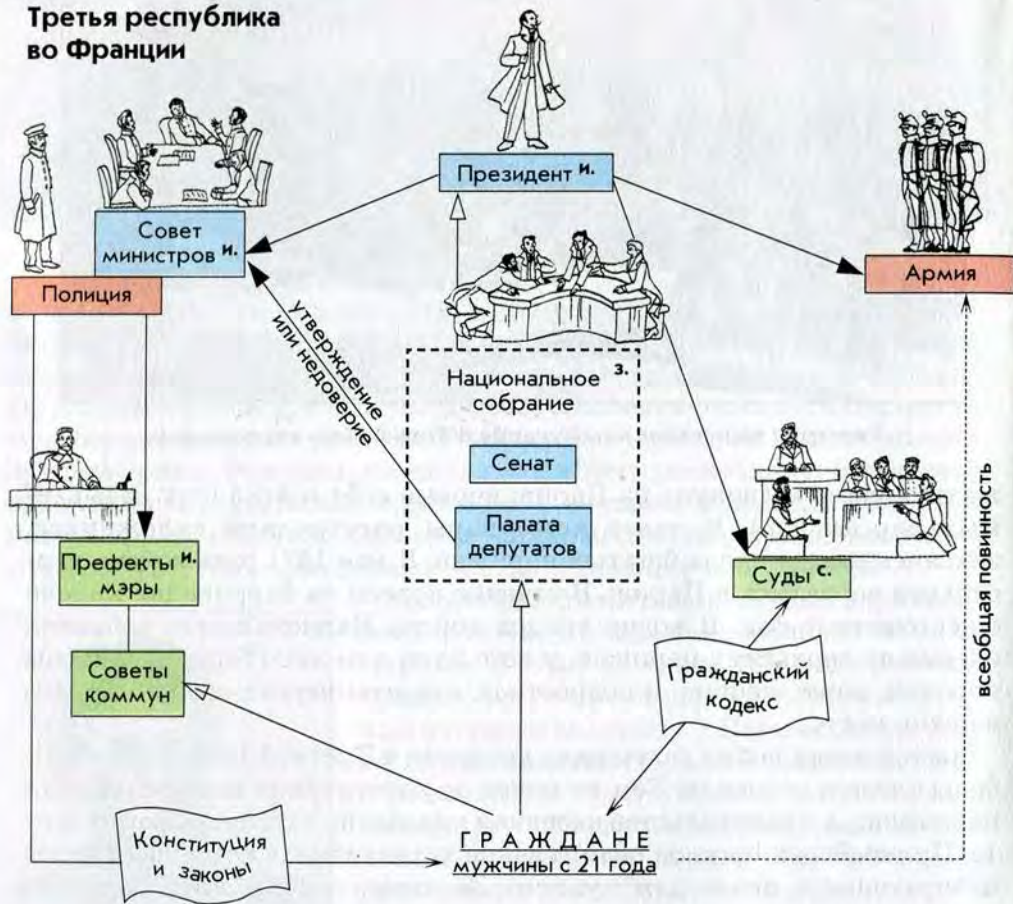 Третья республика
во Франции
Президент и.
Совет
министров и.
Полиция
Армия
утверждение
или недоверие
Национальное з.
собрание
Сенат
Палата
депутатов
Префекты и.
мэры
Суды с.
всеобщая повинность
Советы
коммун
Гражданский
кодекс
Конституция
и законы
ГРАЖДАНЕ
мужчины с 21 года